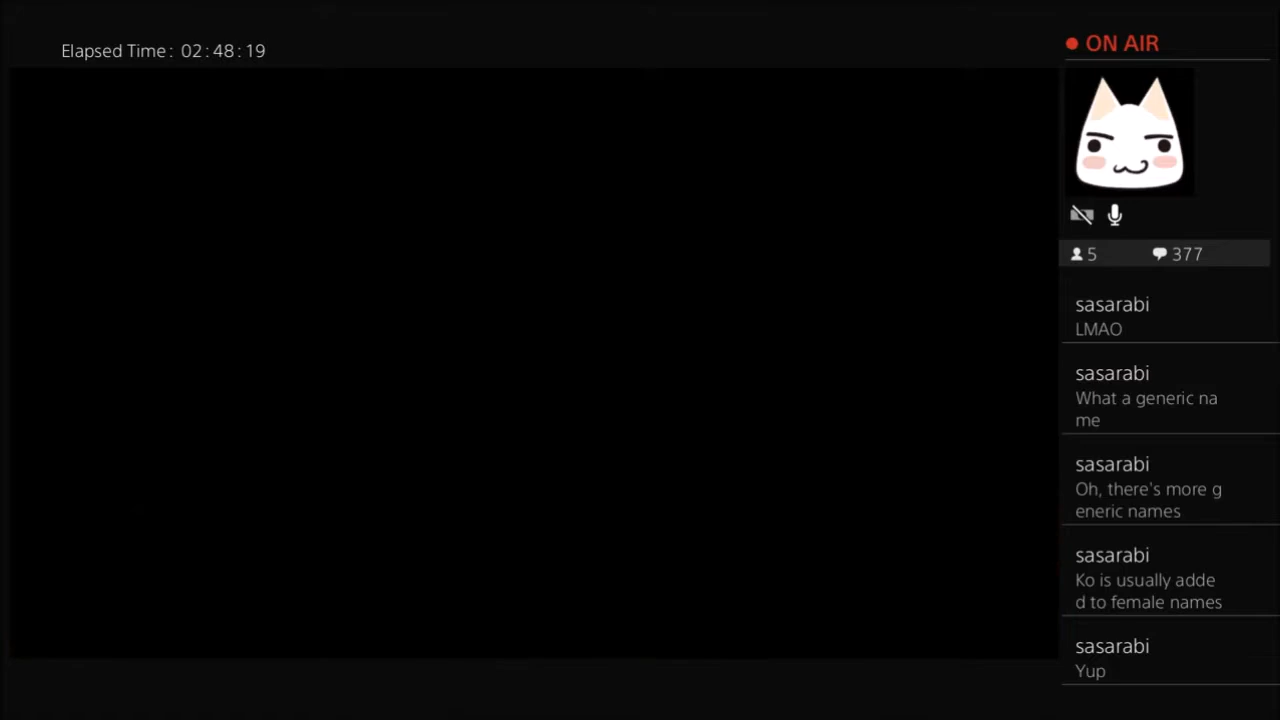 Elapsed Time: 02:48:19
ON AIR
5 377
sasarabi
LMAO
sasarabi
What a generic na
me
sasarabi
Oh, there's more g
eneric names
sasarabi
Ko is usually adde
d to female names
sasarabi
Yup